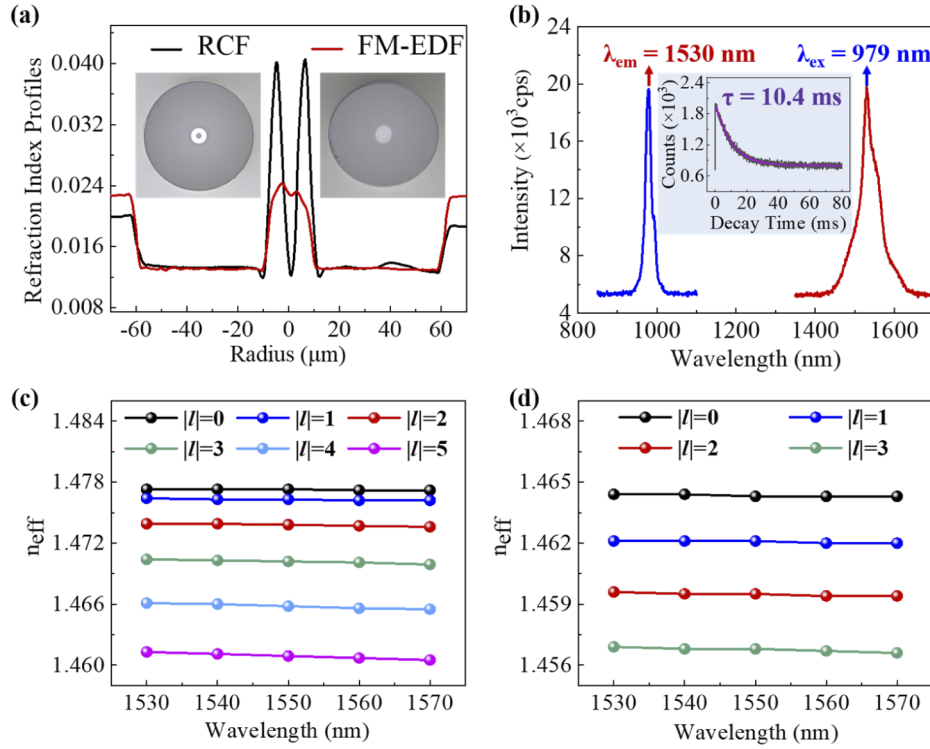 (a)
RCF
FM-EDF
Refraction Index Profiles
0.040
0.032
0.024
0.016
0.008
-60
-40
-20
0
20
40
60
Radius (μm)
(b)
λem = 1530 nm
λex = 979 nm
Intensity (×10³ cps)
24
20
16
12
8
4
τ = 10.4 ms
Counts (×10³)
2.4
1.8
1.2
0.6
0 20 40 60 80
Decay Time (ms)
800 1000 1200 1400 1600
Wavelength (nm)
(c)
|l|=0
|l|=1
|l|=2
|l|=3
|l|=4
|l|=5
neff
1.484
1.478
1.472
1.466
1.460
1530 1540 1550 1560 1570
Wavelength (nm)
(d)
|l|=0
|l|=1
|l|=2
|l|=3
neff
1.468
1.465
1.462
1.459
1.456
1530 1540 1550 1560 1570
Wavelength (nm)